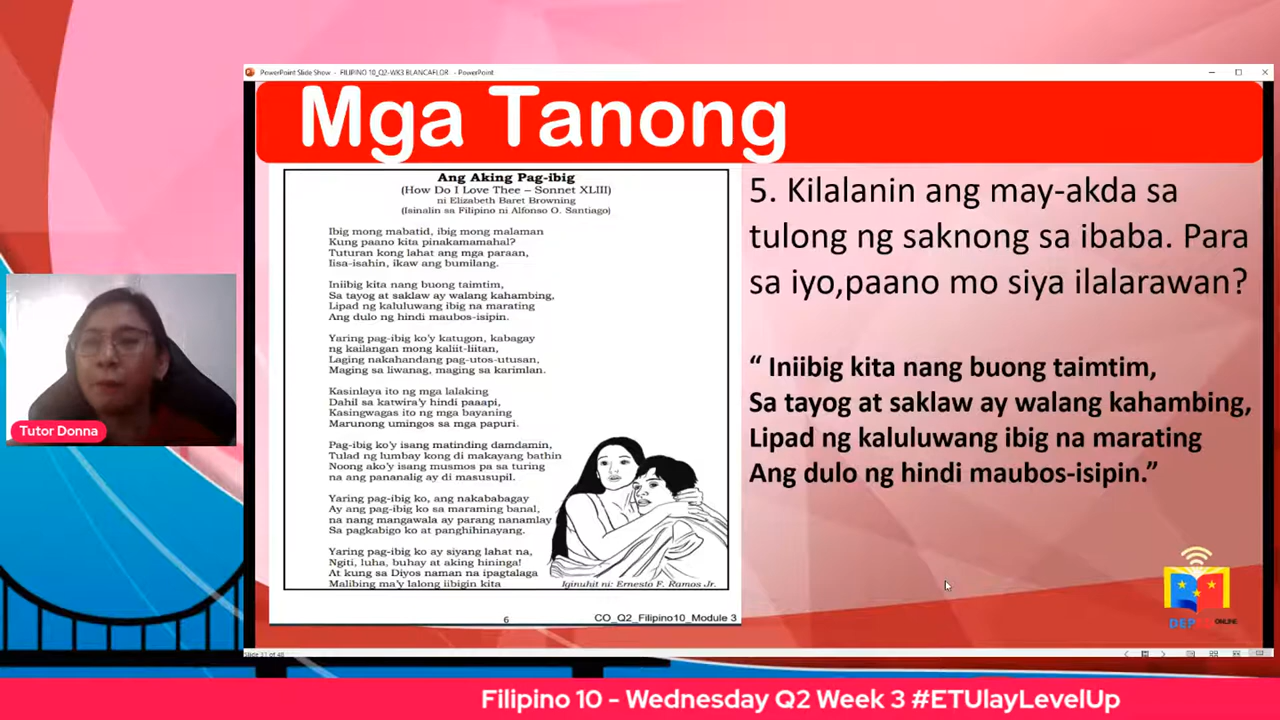 PowerPoint Slide Show - FILIPINO 10_Q2-WK3 BLANCAFLOR - PowerPoint
Mga Tanong
Ang Aking Pag-ibig
(How Do I Love Thee – Sonnet XLIII)
ni Elizabeth Baret Browning
(Isinalin sa Filipino ni Alfonso O. Santiago)
Ibig mong mabatid, ibig mong malaman
Kung paano kita pinakamamahal?
Tuturan kong lahat ang mga paraan,
Iisa-isahin, ikaw ang bumilang.
Iniibig kita nang buong taimtim,
Sa tayog at saklaw ay walang kahambing,
Lipad ng kaluluwang ibig na marating
Ang dulo ng hindi maubos-isipin.
Yaring pag-ibig ko'y katugon, kabagay
ng kailangan mong kaliit-liitan,
Laging nakahandang pag-utos-utusan,
Maging sa liwanag, maging sa karimlan.
Kasinlaya ito ng mga lalaking
Dahil sa katwira'y hindi paaapi,
Kasingwagas ito ng mga bayaning
Marunong umingos sa mga papuri.
Pag-ibig ko'y isang matinding damdamin,
Tulad ng lumbay kong di makayang bathin
Noong ako'y isang musmos pa sa turing
na ang pananalig ay di masusupil.
Yaring pag-ibig ko, ang nakababagay
Ay ang pag-ibig ko sa maraming banal,
na nang mangawala ay parang nanamlay
Sa pagkabigo ko at panghihinayang.
Yaring pag-ibig ko ay siyang lahat na,
Ngiti, luha, buhay at aking hininga!
At kung sa Diyos naman na ipagtalaga
Malibing ma'y lalong iibigin kita
Iginuhit ni: Ernesto F. Ramos Jr.
6
CO_Q2_Filipino10_Module 3
5. Kilalanin ang may-akda sa
tulong ng saknong sa ibaba. Para
sa iyo,paano mo siya ilalarawan?
“ Iniibig kita nang buong taimtim,
Sa tayog at saklaw ay walang kahambing,
Lipad ng kaluluwang ibig na marating
Ang dulo ng hindi maubos-isipin.”
Tutor Donna
DEP
ONLINE
Filipino 10 - Wednesday Q2 Week 3 #ETUlayLevelUp